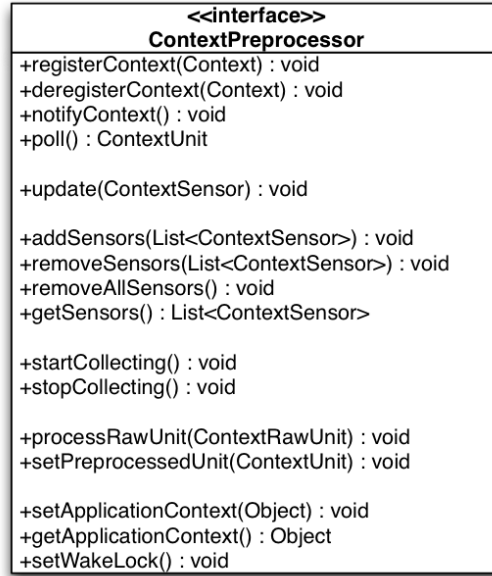 <<interface>>
ContextPreprocessor
+registerContext(Context) : void
+deregisterContext(Context) : void
+notifyContext() : void
+poll() : ContextUnit
+update(ContextSensor) : void
+addSensors(List<ContextSensor>) : void
+removeSensors(List<ContextSensor>) : void
+removeAllSensors() : void
+getSensors() : List<ContextSensor>
+startCollecting() : void
+stopCollecting() : void
+processRawUnit(ContextRawUnit) : void
+setPreprocessedUnit(ContextUnit) : void
+setApplicationContext(Object) : void
+getApplicationContext() : Object
+setWakeLock() : void